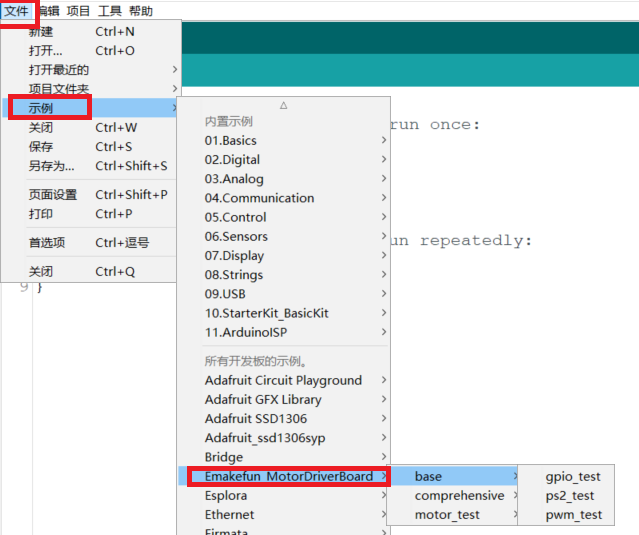 文件 编辑 项目 工具 帮助
新建 Ctrl+N
打开... Ctrl+O
打开最近的
项目文件夹
示例
关闭 Ctrl+W
保存 Ctrl+S
另存为... Ctrl+Shift+S
页面设置 Ctrl+Shift+P
打印 Ctrl+P
首选项 Ctrl+逗号
关闭 Ctrl+Q
9 }
run once:
un repeatedly:
内置示例
01.Basics
02.Digital
03.Analog
04.Communication
05.Control
06.Sensors
07.Display
08.Strings
09.USB
10.StarterKit_BasicKit
11.ArduinoISP
所有开发板的示例。
Adafruit Circuit Playground
Adafruit GFX Library
Adafruit SSD1306
Adafruit_ssd1306syp
Bridge
Emakefun_MotorDriverBoard
Esplora
Ethernet
Firmata
base
comprehensive
motor_test
gpio_test
ps2_test
pwm_test